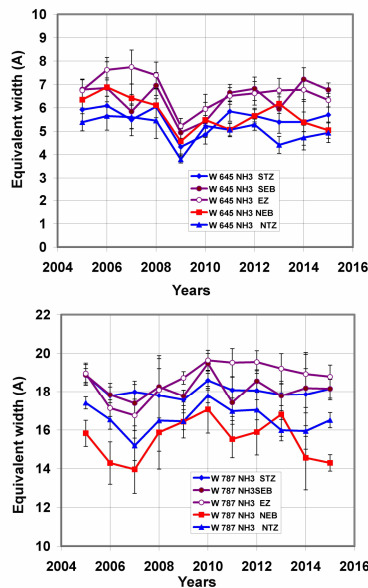 Equivalent width (A)
10
9
8
7
6
5
4
3
2
1
0
W 645 NH3 STZ
W 645 NH3 SEB
W 645 NH3 EZ
W 645 NH3 NEB
W 645 NH3 NTZ
2004 2006 2008 2010 2012 2014 2016
Years
Equivalent width (A)
22
20
18
16
14
12
10
W 787 NH3 STZ
W 787 NH3SEB
W 787 NH3 EZ
W 787 NH3 NEB
W 787 NH3 NTZ
2004 2006 2008 2010 2012 2014 2016
Years